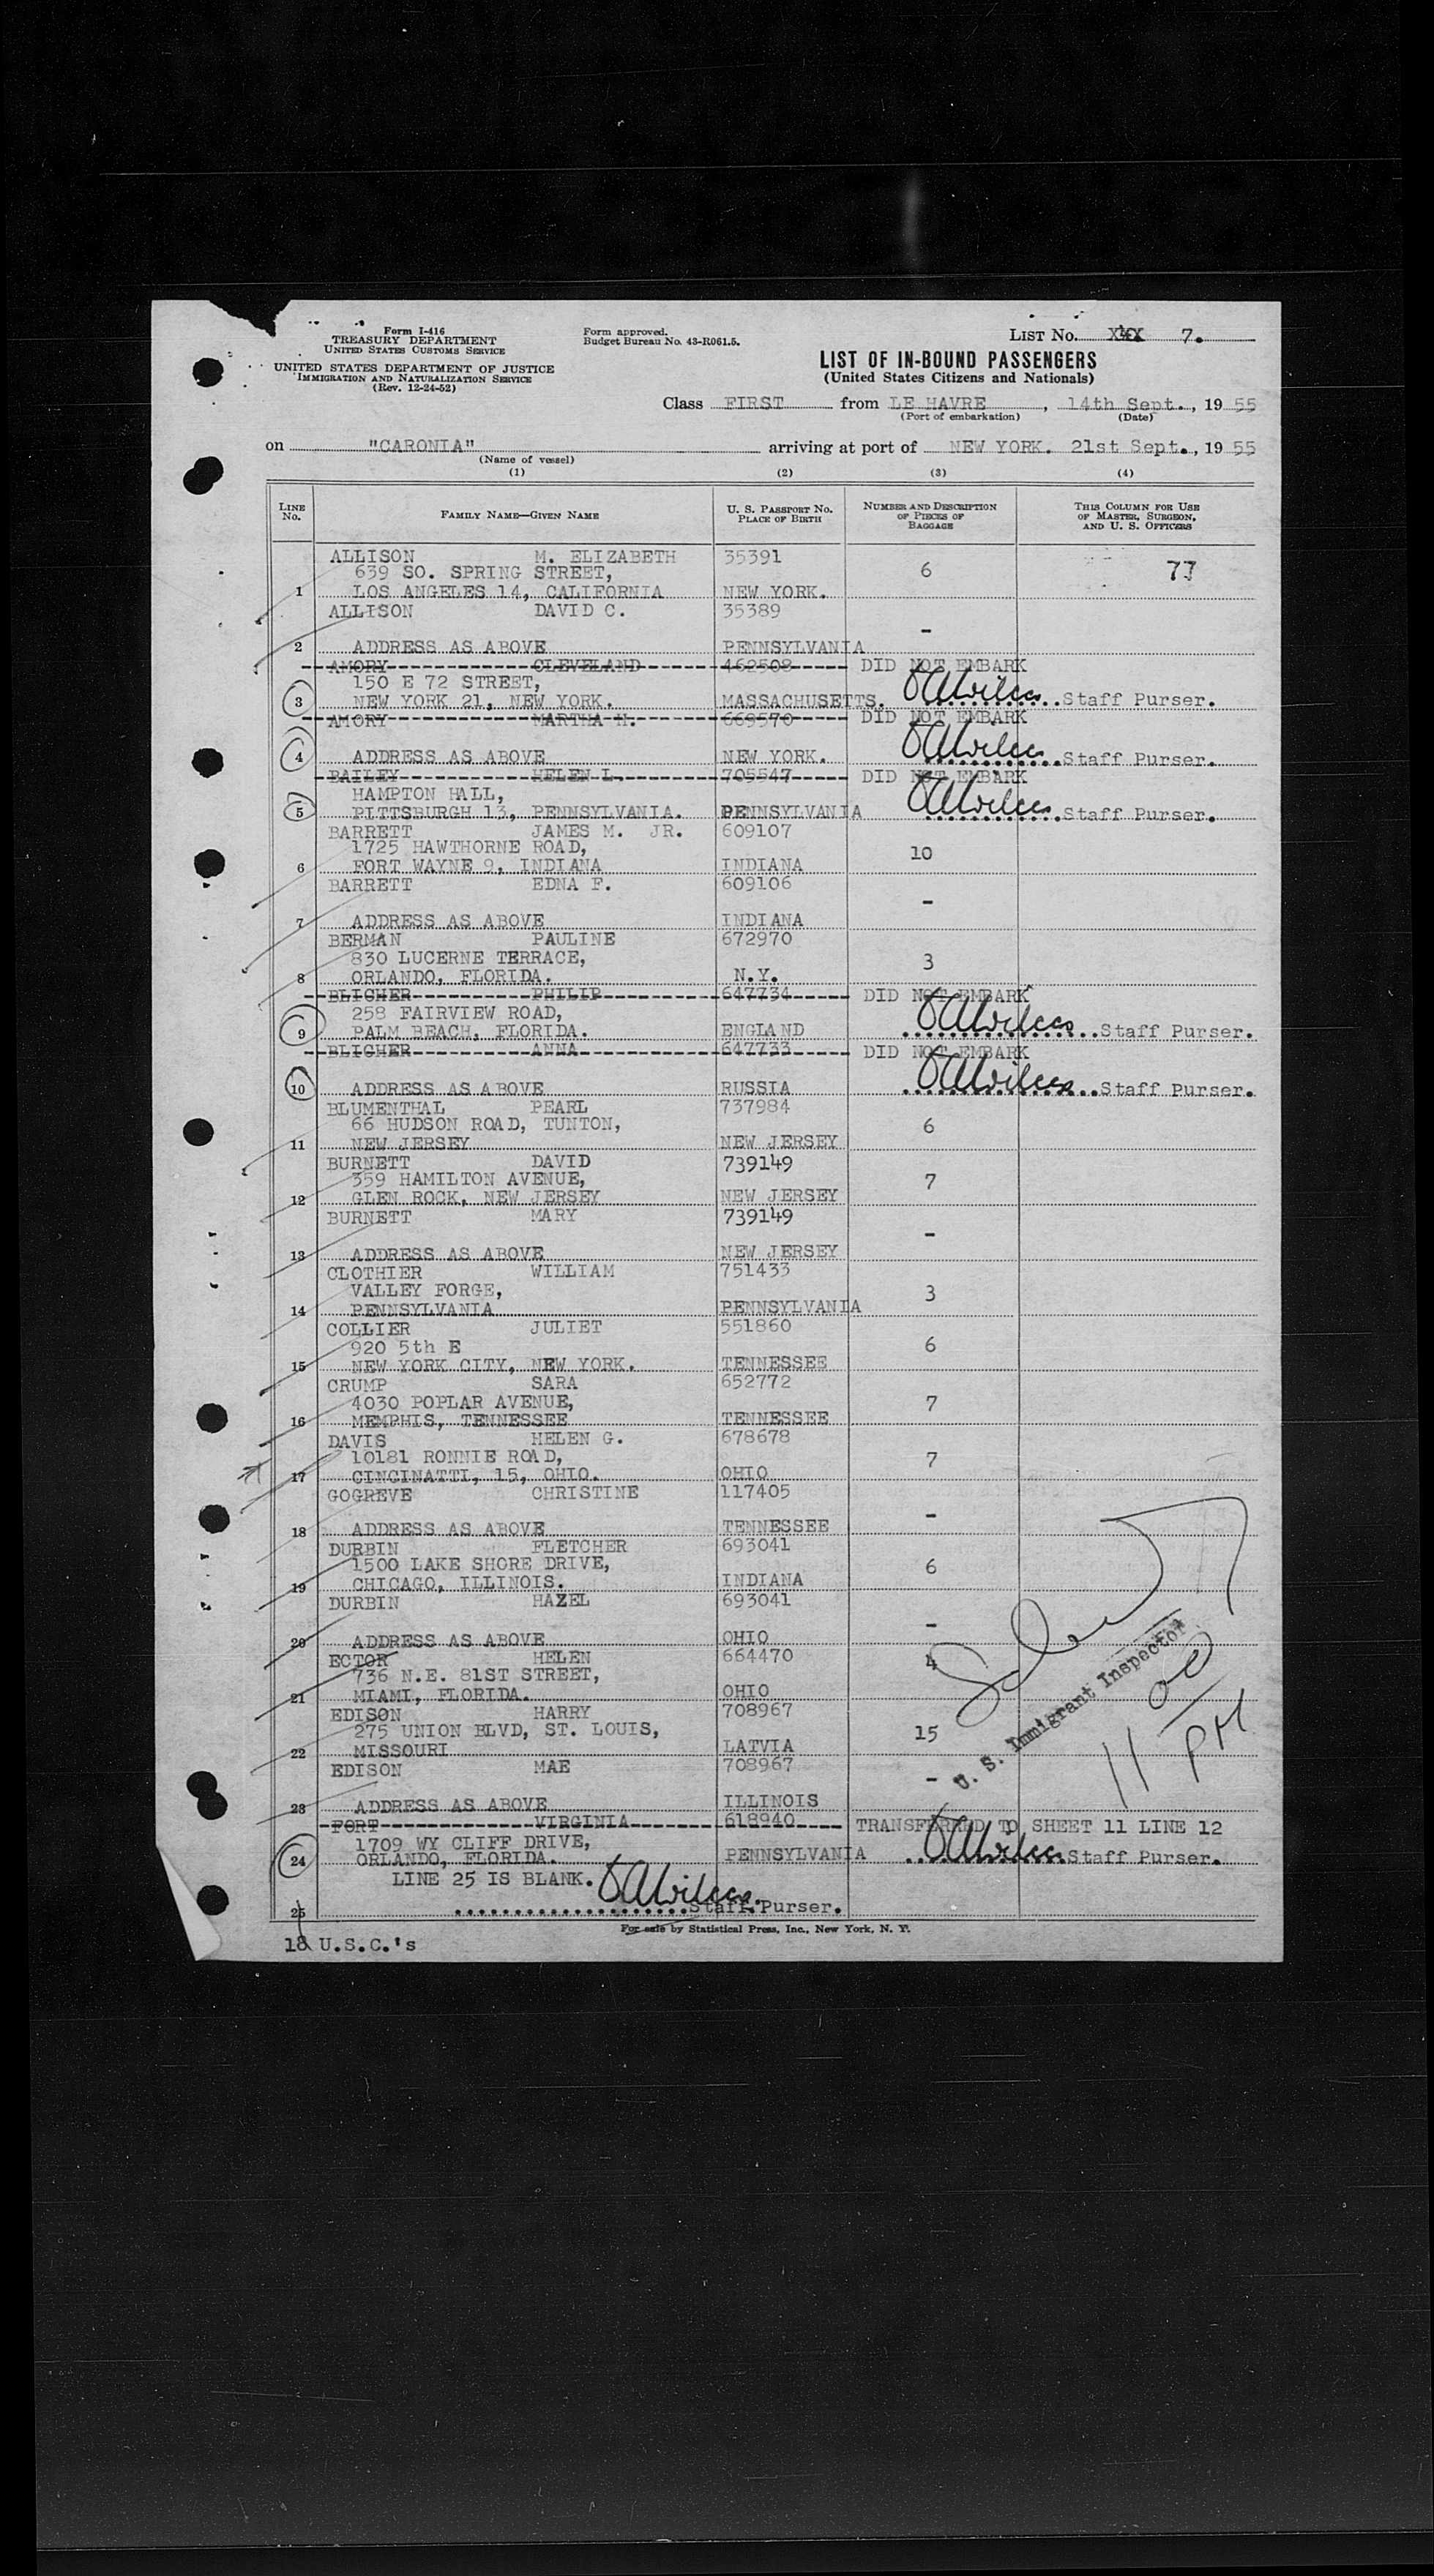 Form I-416
TREASURY DEPARTMENT
UNITED STATES CUSTOMS SERVICE
UNITED STATES DEPARTMENT OF JUSTICE
IMMIGRATION AND NATURALIZATION SERVICE
(Rev. 12-24-52)
Form approved.
Budget Bureau No. 43-R061.5.
LIST NO. 7.
LIST OF IN-BOUND PASSENGERS
(United States Citizens and Nationals)
Class FIRST from LE HAVRE, 14th Sept., 1955
(Port of embarkation) (Date)
on "CARONIA" arriving at port of NEW YORK. 21st Sept., 1955
(Name of vessel)
(1) (2) (3) (4)
LINE NO. FAMILY NAME—GIVEN NAME U. S. PASSPORT NO. PLACE OF BIRTH NUMBER AND DESCRIPTION OF PIECES OF BAGGAGE THIS COLUMN FOR USE OF MASTER, SURGEON, AND U. S. OFFICERS
ALLISON M. ELIZABETH 35391
639 SO. SPRING STREET, 6 77
1 LOS ANGELES 14, CALIFORNIA NEW YORK.
ALLISON DAVID C. 35389
-
2 ADDRESS AS ABOVE PENNSYLVANIA
AMORY CLEVELAND 462508 DID NOT EMBARK
150 E 72 STREET,
3 NEW YORK 21, NEW YORK. MASSACHUSETTS. Staff Purser.
AMORY MARTHA H. 669570 DID NOT EMBARK
4 ADDRESS AS ABOVE NEW YORK. Staff Purser.
BAILEY HELEN L. 705547 DID NOT EMBARK
HAMPTON HALL,
5 PITTSBURGH 13, PENNSYLVANIA. PENNSYLVANIA Staff Purser.
BARRETT JAMES M. JR. 609107
1725 HAWTHORNE ROAD, 10
6 FORT WAYNE 9, INDIANA INDIANA
BARRETT EDNA F. 609106
-
7 ADDRESS AS ABOVE INDIANA
BERMAN PAULINE 672970
830 LUCERNE TERRACE, 3
8 ORLANDO, FLORIDA. N.Y.
BLICHER PHILIP 647734 DID NOT EMBARK
258 FAIRVIEW ROAD,
9 PALM BEACH, FLORIDA. ENGLAND Staff Purser.
BLICHER ANNA 647733 DID NOT EMBARK
10 ADDRESS AS ABOVE RUSSIA Staff Purser.
BLUMENTHAL PEARL 737984
66 HUDSON ROAD, TUNTON, 6
11 NEW JERSEY NEW JERSEY
BURNETT DAVID 739149
359 HAMILTON AVENUE, 7
12 GLEN ROCK, NEW JERSEY NEW JERSEY
BURNETT MARY 739149
-
13 ADDRESS AS ABOVE NEW JERSEY
CLOTHIER WILLIAM 751433
VALLEY FORGE, 3
14 PENNSYLVANIA PENNSYLVANIA
COLLIER JULIET 551860
920 5th E 6
15 NEW YORK CITY, NEW YORK. TENNESSEE
CRUMP SARA 652772
4030 POPLAR AVENUE, 7
16 MEMPHIS, TENNESSEE TENNESSEE
DAVIS HELEN G. 678678
10181 RONNIE ROAD, 7
17 CINCINATTI, 15, OHIO. OHIO
GOGREVE CHRISTINE 117405
-
18 ADDRESS AS ABOVE TENNESSEE
DURBIN FLETCHER 693041
1500 LAKE SHORE DRIVE, 6
19 CHICAGO, ILLINOIS. INDIANA
DURBIN HAZEL 693041
-
20 ADDRESS AS ABOVE OHIO
ECTOR HELEN 664470 4
736 N.E. 81ST STREET,
21 MIAMI, FLORIDA. OHIO
EDISON HARRY 708967
275 UNION BLVD, ST. LOUIS, 15
22 MISSOURI LATVIA
EDISON MAE 708967
-
U. S. Immigrant Inspector
11 00 PM
23 ADDRESS AS ABOVE ILLINOIS
FORT VIRGINIA 618940 TRANSFERRED TO SHEET 11 LINE 12
1709 WY CLIFF DRIVE,
24 ORLANDO, FLORIDA. PENNSYLVANIA Staff Purser.
LINE 25 IS BLANK.
25 Staff Purser.
For sale by Statistical Press, Inc., New York, N. Y.
18 U.S.C.'s